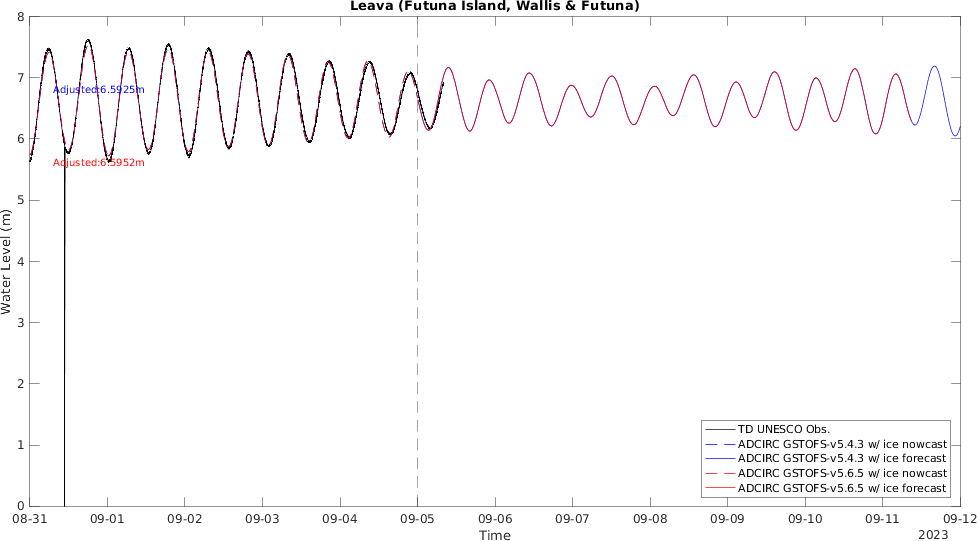 Leava (Futuna Island, Wallis & Futuna)
8
7
6
5
4
3
2
1
0
Water Level (m)
Adjusted:6.5925m
Adjusted:6.5952m
TD UNESCO Obs.
ADCIRC GSTOFS-v5.4.3 w/ ice nowcast
ADCIRC GSTOFS-v5.4.3 w/ ice forecast
ADCIRC GSTOFS-v5.6.5 w/ ice nowcast
ADCIRC GSTOFS-v5.6.5 w/ ice forecast
08-31 09-01 09-02 09-03 09-04 09-05 09-06 09-07 09-08 09-09 09-10 09-11 09-12
Time
2023